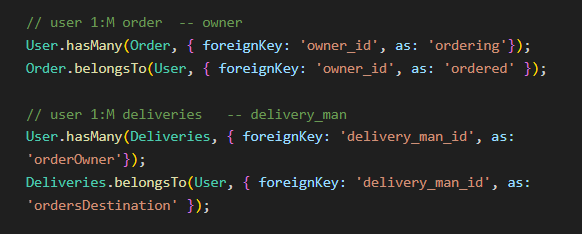 // user 1:M order  -- owner
User.hasMany(Order, { foreignKey: 'owner_id', as: 'ordering'});
Order.belongsTo(User, { foreignKey: 'owner_id', as: 'ordered' });
// user 1:M deliveries   -- delivery_man
User.hasMany(Deliveries, { foreignKey: 'delivery_man_id', as:
'orderOwner'});
Deliveries.belongsTo(User, { foreignKey: 'delivery_man_id', as:
'ordersDestination' });